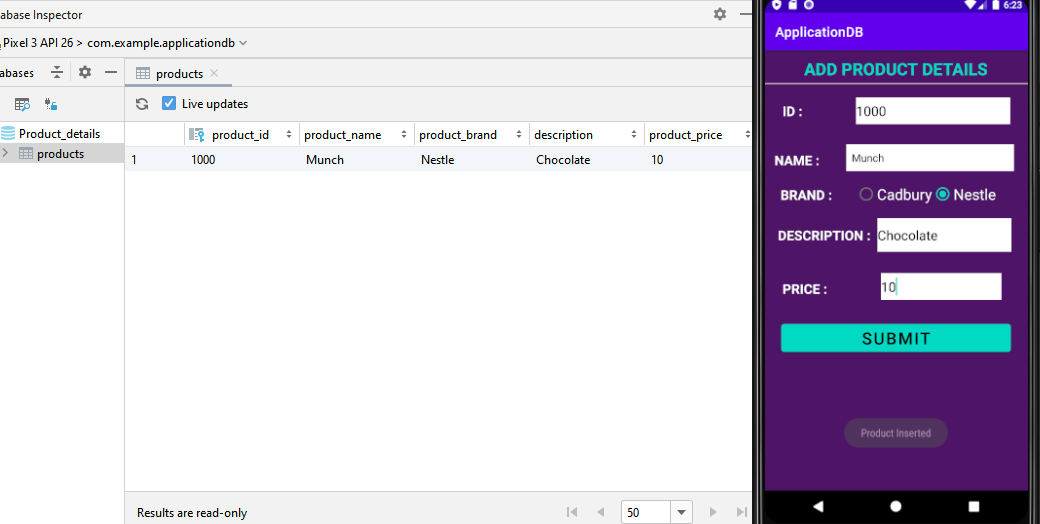 abase Inspector
Pixel 3 API 26 > com.example.applicationdb
abases
products
Live updates
Product_details
products
product_id product_name product_brand description product_price
1 1000 Munch Nestle Chocolate 10
Results are read-only
50
6:23
ApplicationDB
ADD PRODUCT DETAILS
ID : 1000
NAME : Munch
BRAND : Cadbury Nestle
DESCRIPTION : Chocolate
PRICE : 10
SUBMIT
Product Inserted